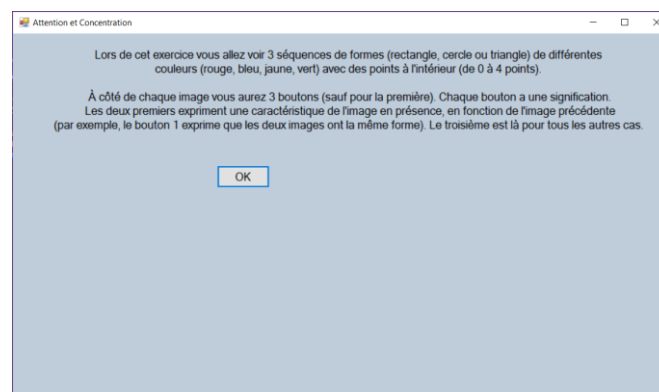 Attention et Concentration
Lors de cet exercice vous allez voir 3 séquences de formes (rectangle, cercle ou triangle) de différentes
couleurs (rouge, bleu, jaune, vert) avec des points à l'intérieur (de 0 à 4 points).
À côté de chaque image vous aurez 3 boutons (sauf pour la première). Chaque bouton a une signification.
Les deux premiers expriment une caractéristique de l'image en présence, en fonction de l'image précédente
(par exemple, le bouton 1 exprime que les deux images ont la même forme). Le troisième est là pour tous les autres cas.
OK